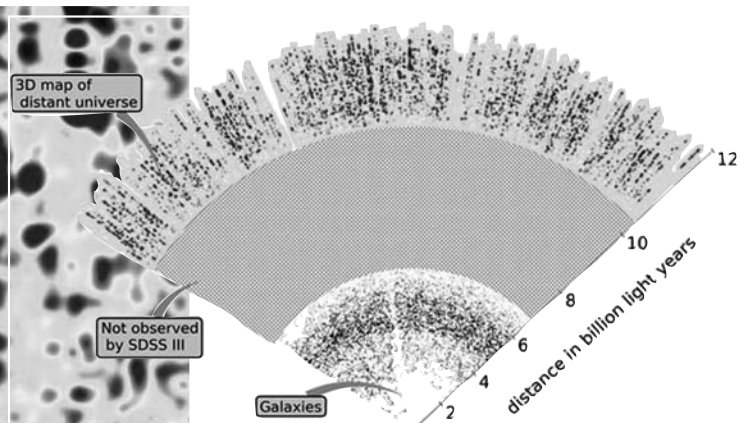 3D map of
distant universe
Not observed
by SDSS III
Galaxies
2
4
6
8
10
12
distance in billion light years